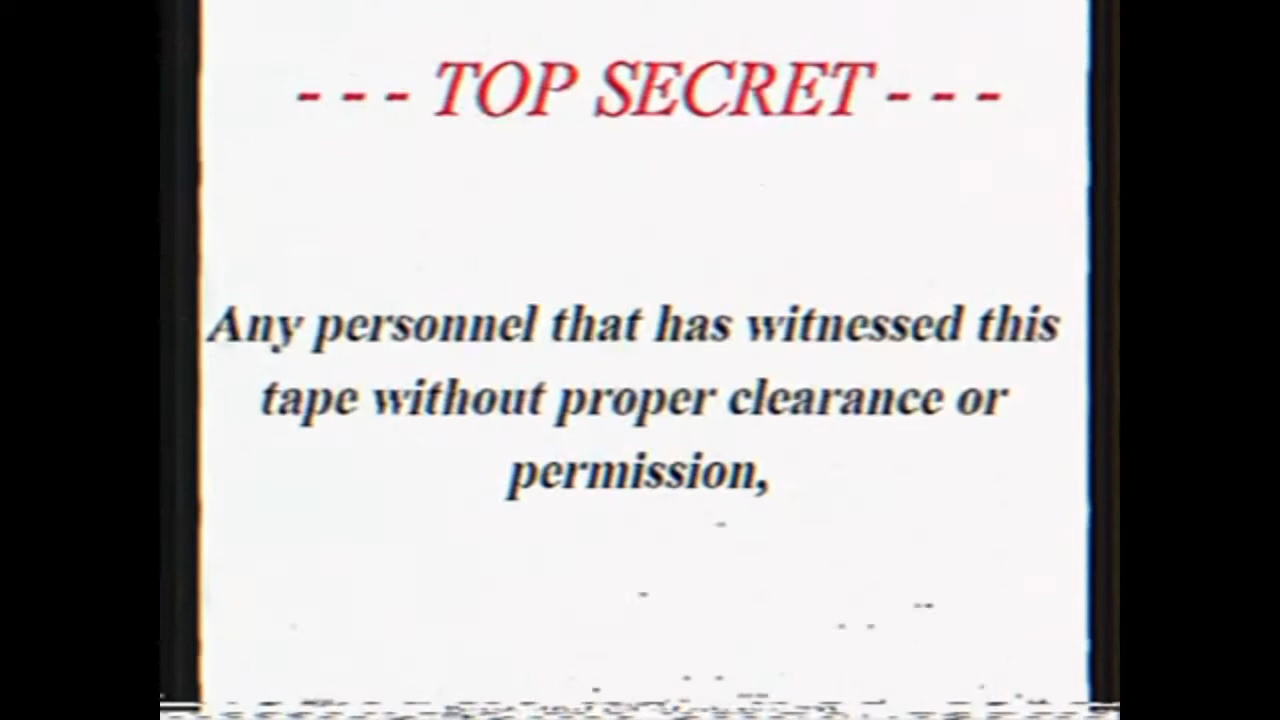 - - - TOP SECRET - - -
Any personnel that has witnessed this
tape without proper clearance or
permission,